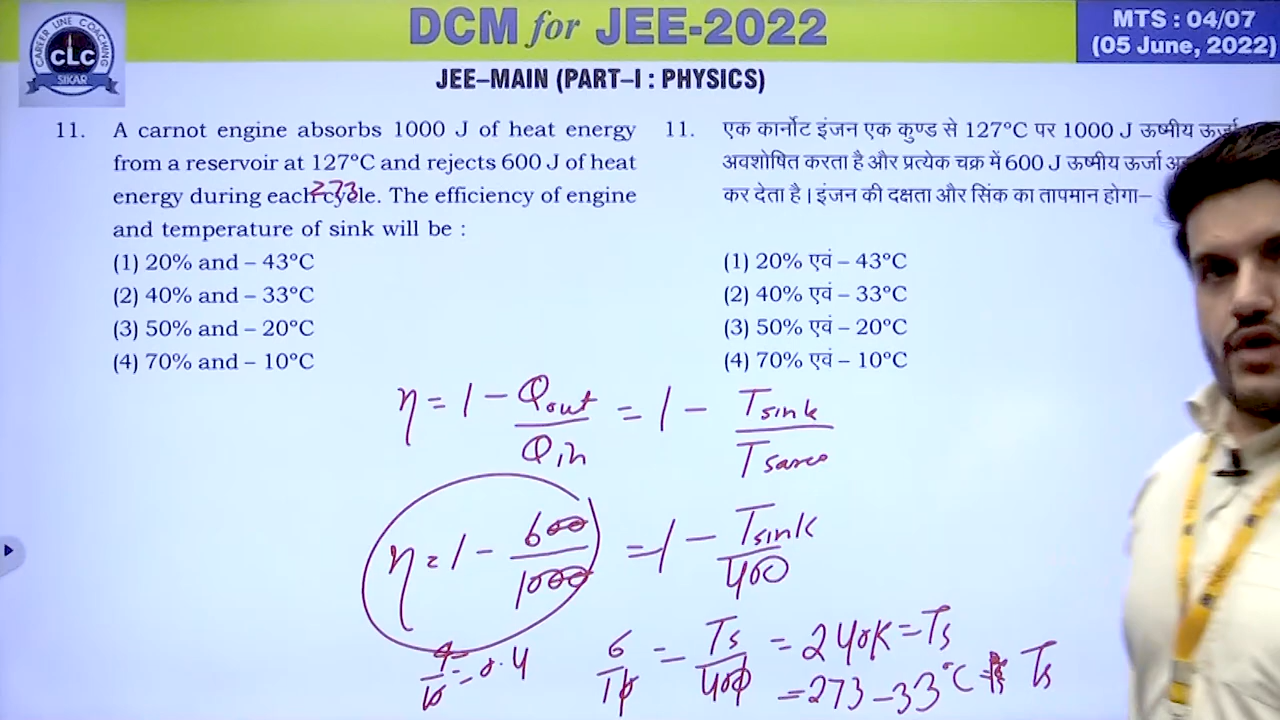 DCM for JEE-2022
MTS : 04/07
(05 June, 2022)
CAREER LINE COACHING
CLC
SIKAR
JEE–MAIN (PART–I : PHYSICS)
11. A carnot engine absorbs 1000 J of heat energy
from a reservoir at 127°C and rejects 600 J of heat
energy during each cycle. The efficiency of engine
273
and temperature of sink will be :
(1) 20% and – 43°C
(2) 40% and – 33°C
(3) 50% and – 20°C
(4) 70% and – 10°C
11. एक कार्नोट इंजन एक कुण्ड से 127°C पर 1000 J ऊष्मीय ऊर्जा
अवशोषित करता है और प्रत्येक चक्र में 600 J ऊष्मीय ऊर्जा
कर देता है। इंजन की दक्षता और सिंक का तापमान होगा–
(1) 20% एवं – 43°C
(2) 40% एवं – 33°C
(3) 50% एवं – 20°C
(4) 70% एवं – 10°C
η = 1 – Qout / Qin = 1 – Tsink / T
η = 1 – 600 / 1000 = 1 – Tsink / 400
4 / 10 = 0.4
6 / 10 = Ts / 400 = 240K = Ts
= 273 – 33°C = Ts